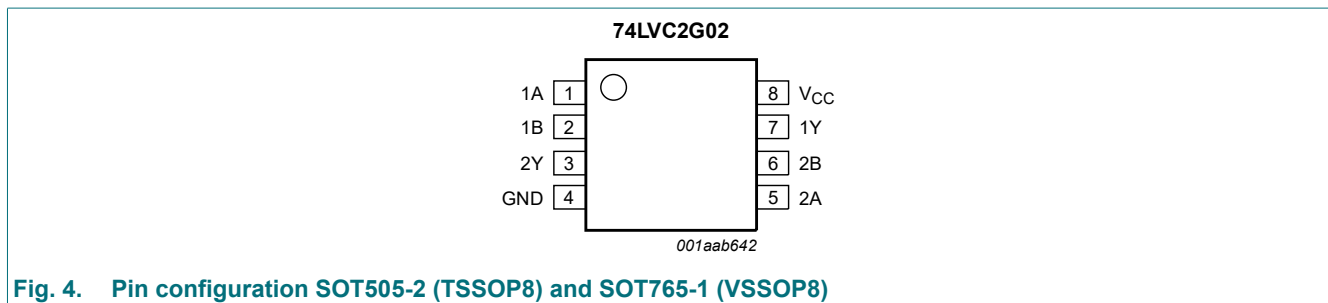 74LVC2G02
1A 1 8 VCC
1B 2 7 1Y
2Y 3 6 2B
GND 4 5 2A
001aab642
Fig. 4. Pin configuration SOT505-2 (TSSOP8) and SOT765-1 (VSSOP8)